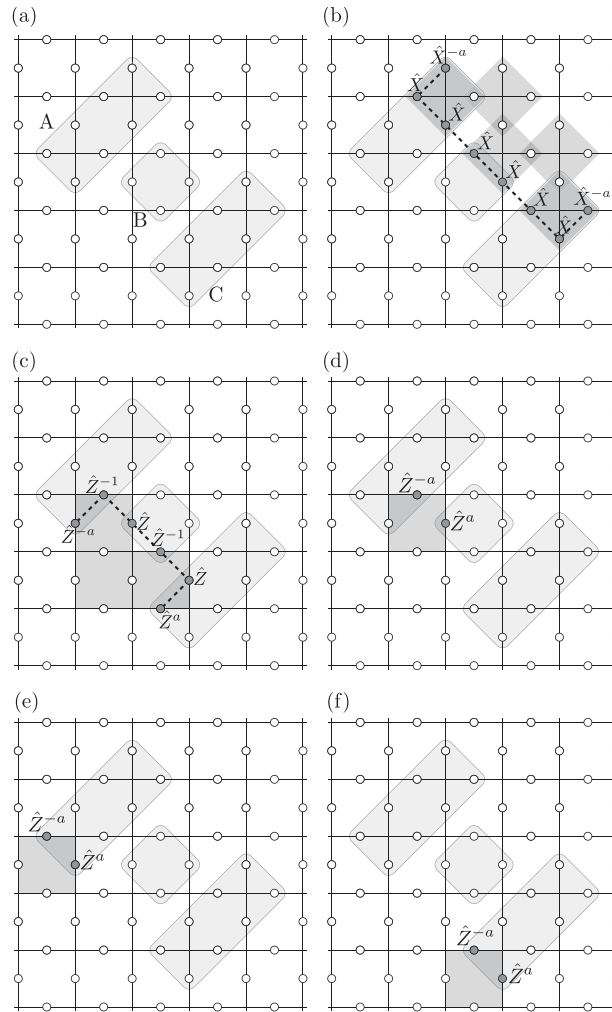 (a)
A
B
C
(b)
X̂^{-a}
X̂
X̂
X̂
X̂
X̂
X̂^{-a}
X̂
(c)
Ẑ^{-1}
Ẑ^{-a}
Ẑ
Ẑ^{-1}
Ẑ
Ẑ^{a}
(d)
Ẑ^{-a}
Ẑ^{a}
(e)
Ẑ^{-a}
Ẑ^{a}
(f)
Ẑ^{-a}
Ẑ^{a}